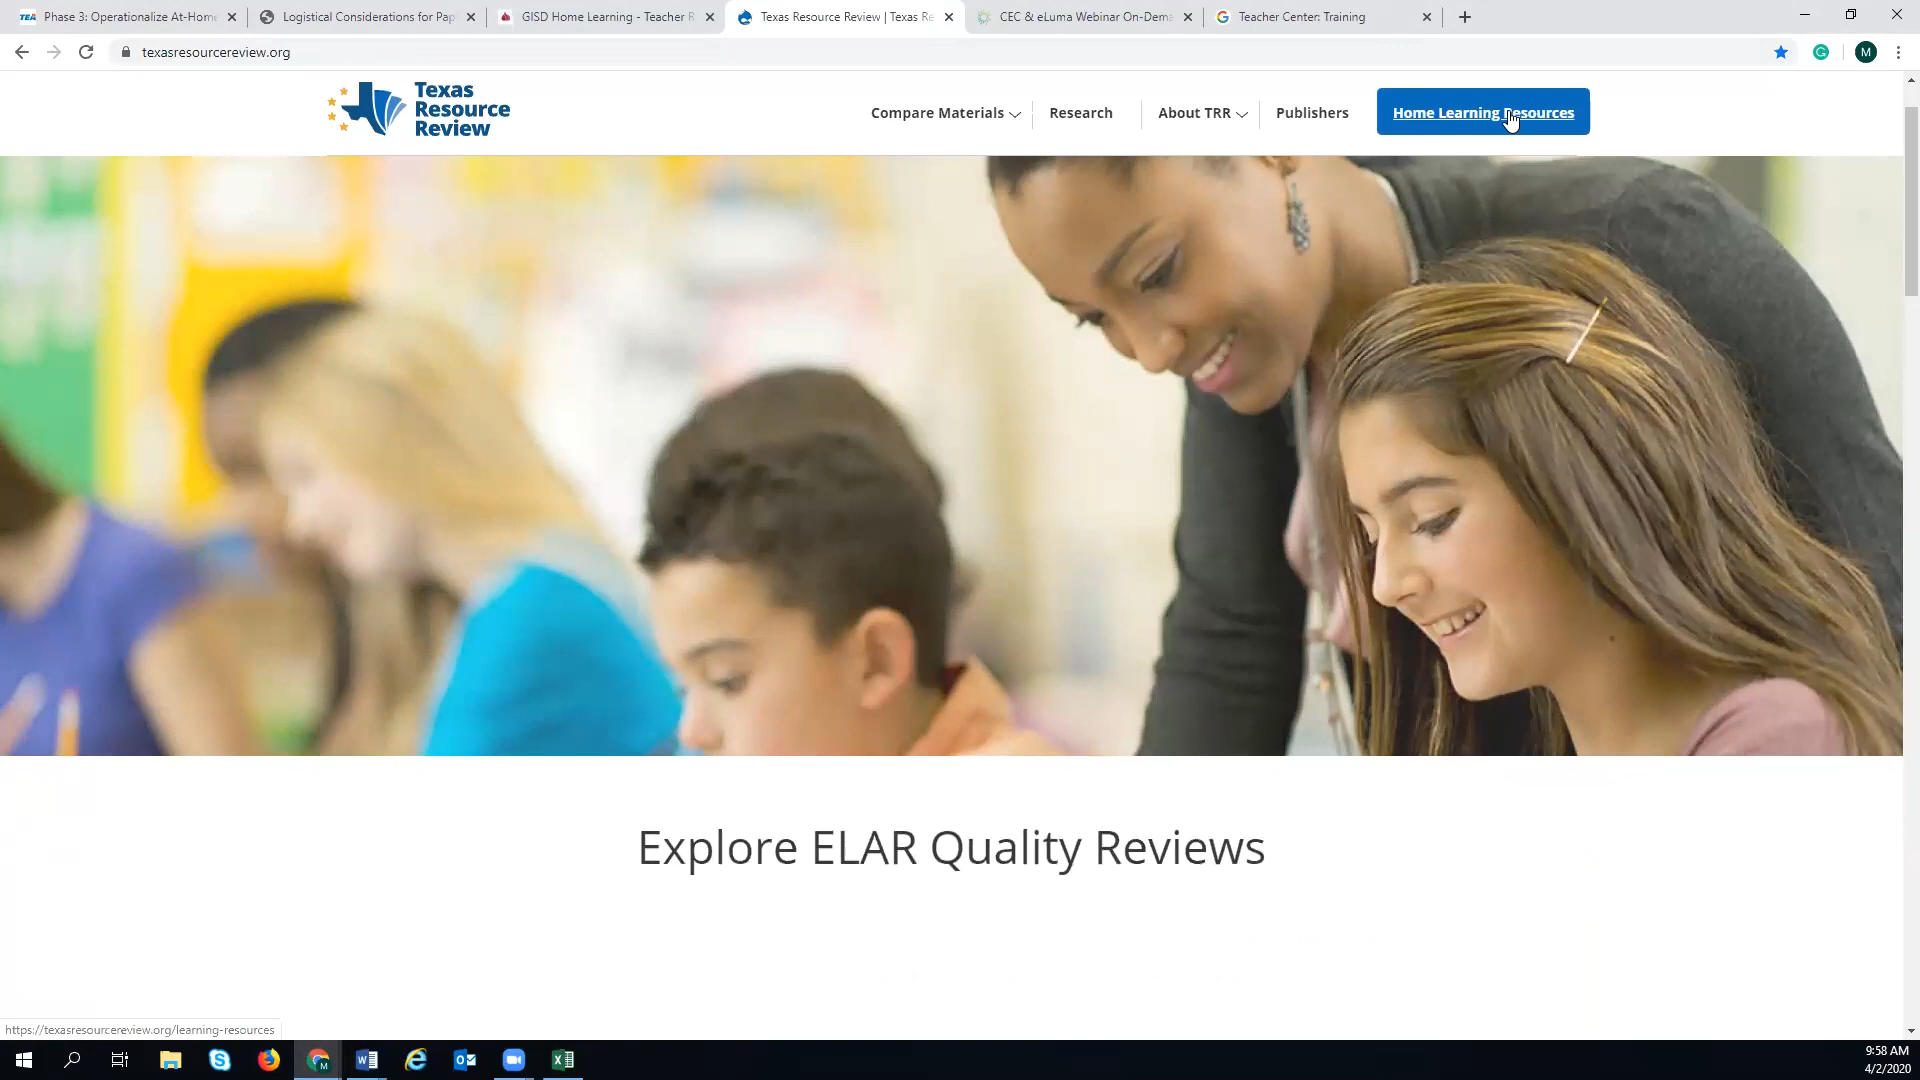 TEA Phase 3: Operationalize At-Home
Logistical Considerations for Pap
GISD Home Learning - Teacher R
Texas Resource Review | Texas Re
CEC & eLuma Webinar On-Dema
Teacher Center: Training
texasresourcereview.org
M
Texas
Resource
Review
Compare Materials
Research
About TRR
Publishers
Home Learning Resources
Explore ELAR Quality Reviews
https://texasresourcereview.org/learning-resources
9:58 AM
4/2/2020